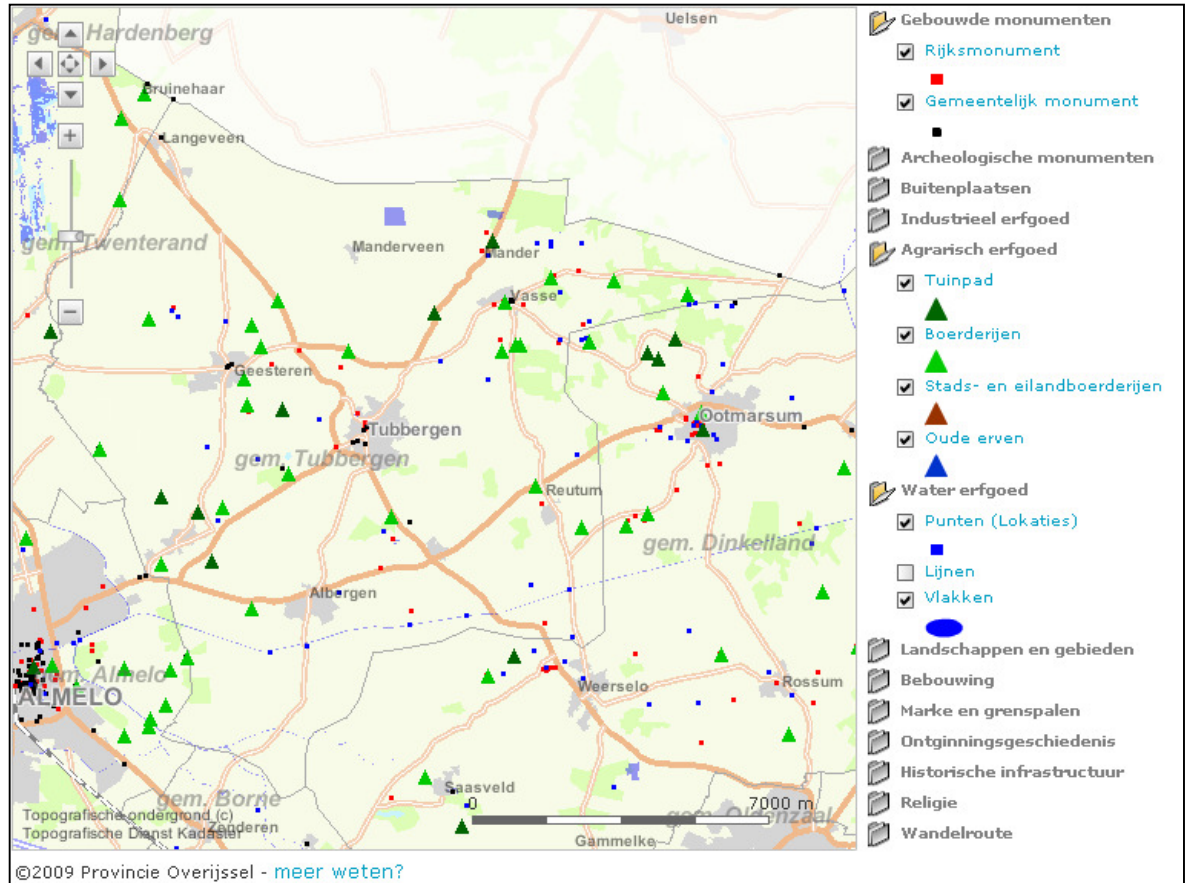 Uelsen
gem. Hardenberg
Bruinehaar
Langeveen
gem. Twenterand
Manderveen
Mander
Vasse
Geesteren
Tubbergen
Ootmarsum
gem. Tubbergen
Reutum
gem. Dinkelland
Albergen
gem. Almelo
ALMELO
Weerselo
Rossum
Saasveld
gem. Borne
0
7000 m
Topografische ondergrond (c)
Topografische Dienst Kadaster
Zenderen
gem. Oldenzaal
Gammelke
©2009 Provincie Overijssel - meer weten?
Gebouwde monumenten
Rijksmonument
Gemeentelijk monument
Archeologische monumenten
Buitenplaatsen
Industrieel erfgoed
Agrarisch erfgoed
Tuinpad
Boerderijen
Stads- en eilandboerderijen
Oude erven
Water erfgoed
Punten (Lokaties)
Lijnen
Vlakken
Landschappen en gebieden
Bebouwing
Marke en grenspalen
Ontginningsgeschiedenis
Historische infrastructuur
Religie
Wandelroute